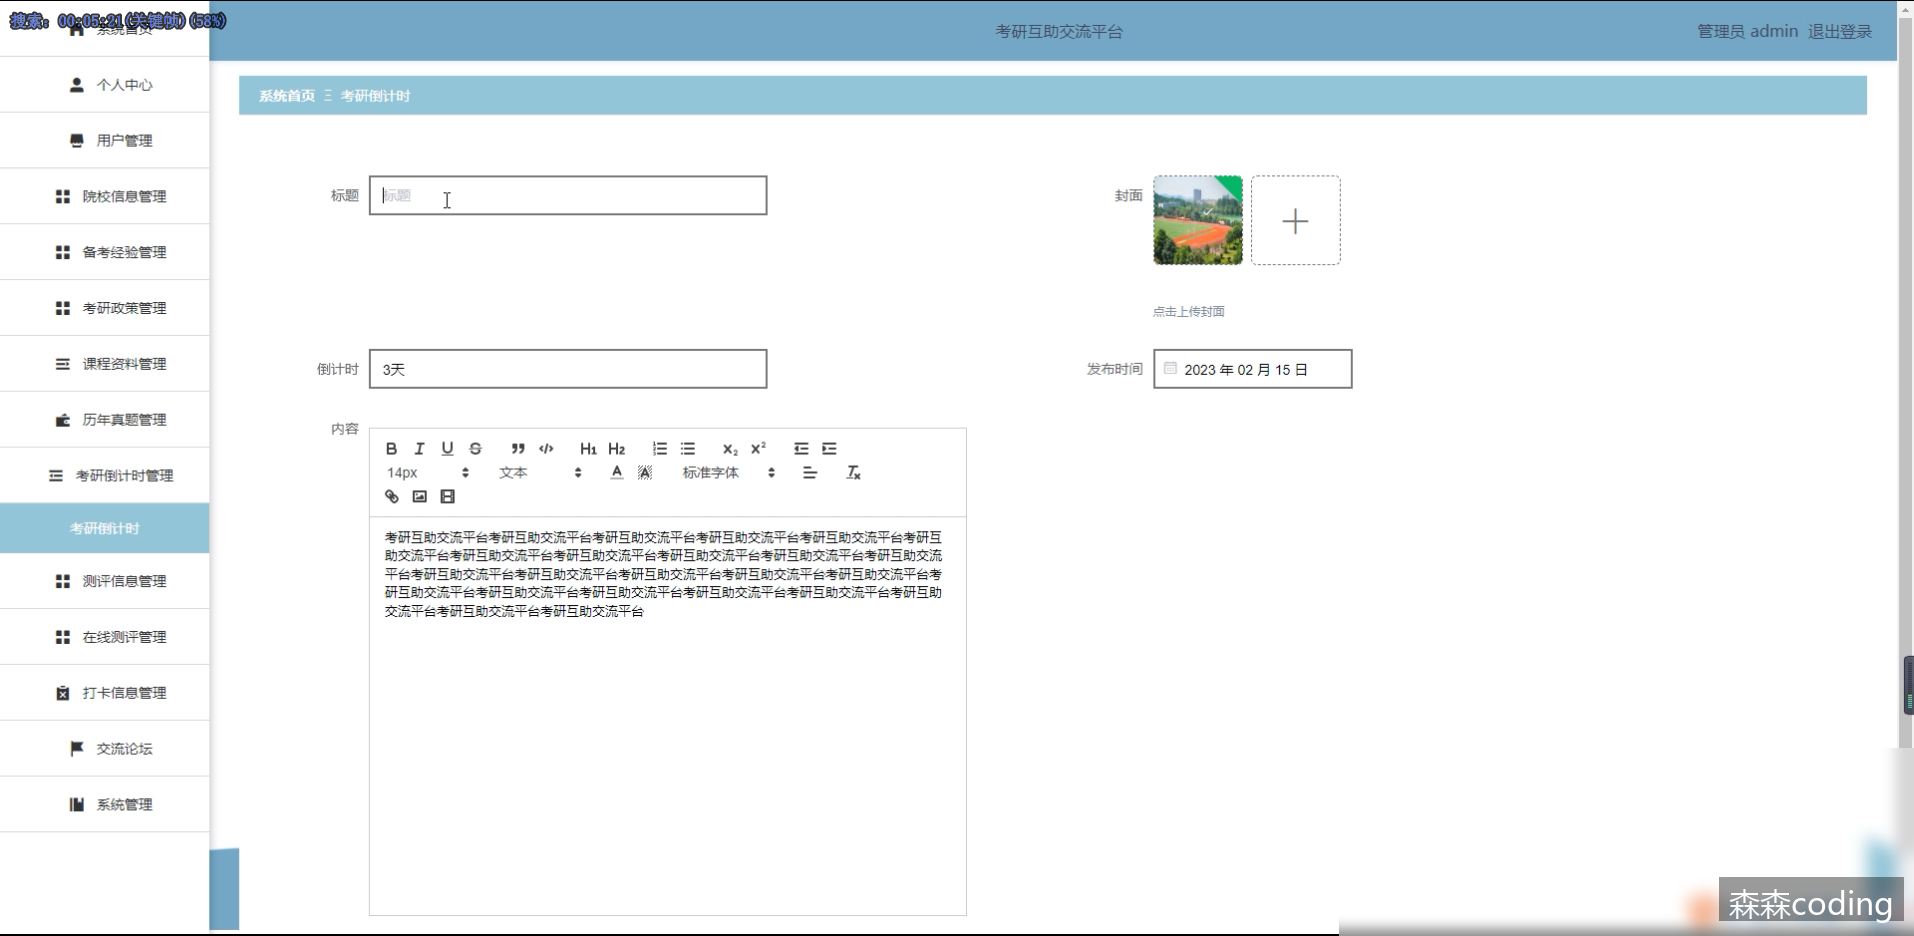 搜索: 00:05:21(关键帧)(58%)
系统首页
考研互助交流平台
管理员 admin 退出登录
个人中心
用户管理
院校信息管理
备考经验管理
考研政策管理
课程资料管理
历年真题管理
考研倒计时管理
考研倒计时
测评信息管理
在线测评管理
打卡信息管理
交流论坛
系统管理
系统首页 Ξ 考研倒计时
标题
标题
封面
点击上传封面
倒计时
3天
发布时间
2023 年 02 月 15 日
内容
B I U S ” </> H1 H2 X₂ X²
14px 文本 A A 标准字体 Tx
考研互助交流平台考研互助交流平台考研互助交流平台考研互助交流平台考研互助交流平台考研互
助交流平台考研互助交流平台考研互助交流平台考研互助交流平台考研互助交流平台考研互助交流
平台考研互助交流平台考研互助交流平台考研互助交流平台考研互助交流平台考研互助交流平台考
研互助交流平台考研互助交流平台考研互助交流平台考研互助交流平台考研互助交流平台考研互助
交流平台考研互助交流平台考研互助交流平台
森森coding